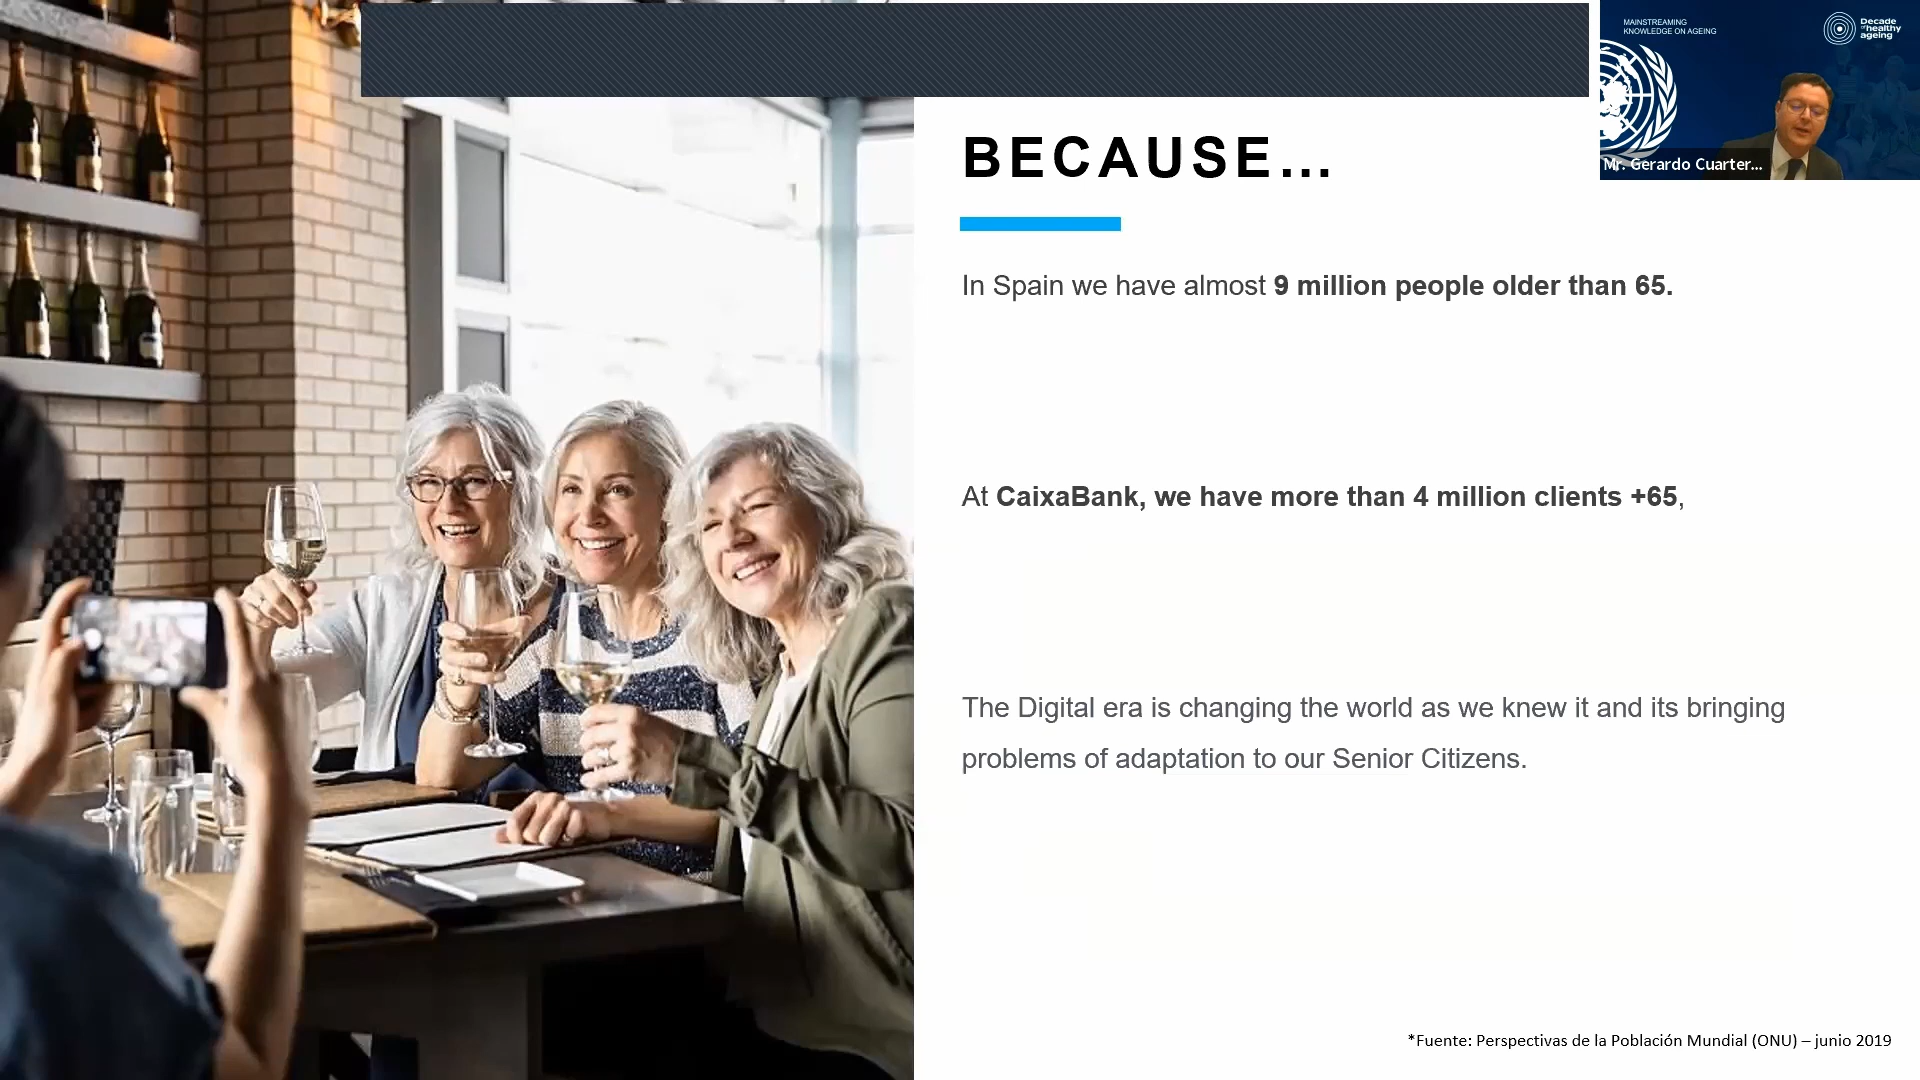 BECAUSE...
In Spain we have almost 9 million people older than 65.
At CaixaBank, we have more than 4 million clients +65,
The Digital era is changing the world as we knew it and its bringing
problems of adaptation to our Senior Citizens.
*Fuente: Perspectivas de la Población Mundial (ONU) – junio 2019
MAINSTREAMING
KNOWLEDGE ON AGEING
Decade
of healthy
ageing
Mr. Gerardo Cuarter...